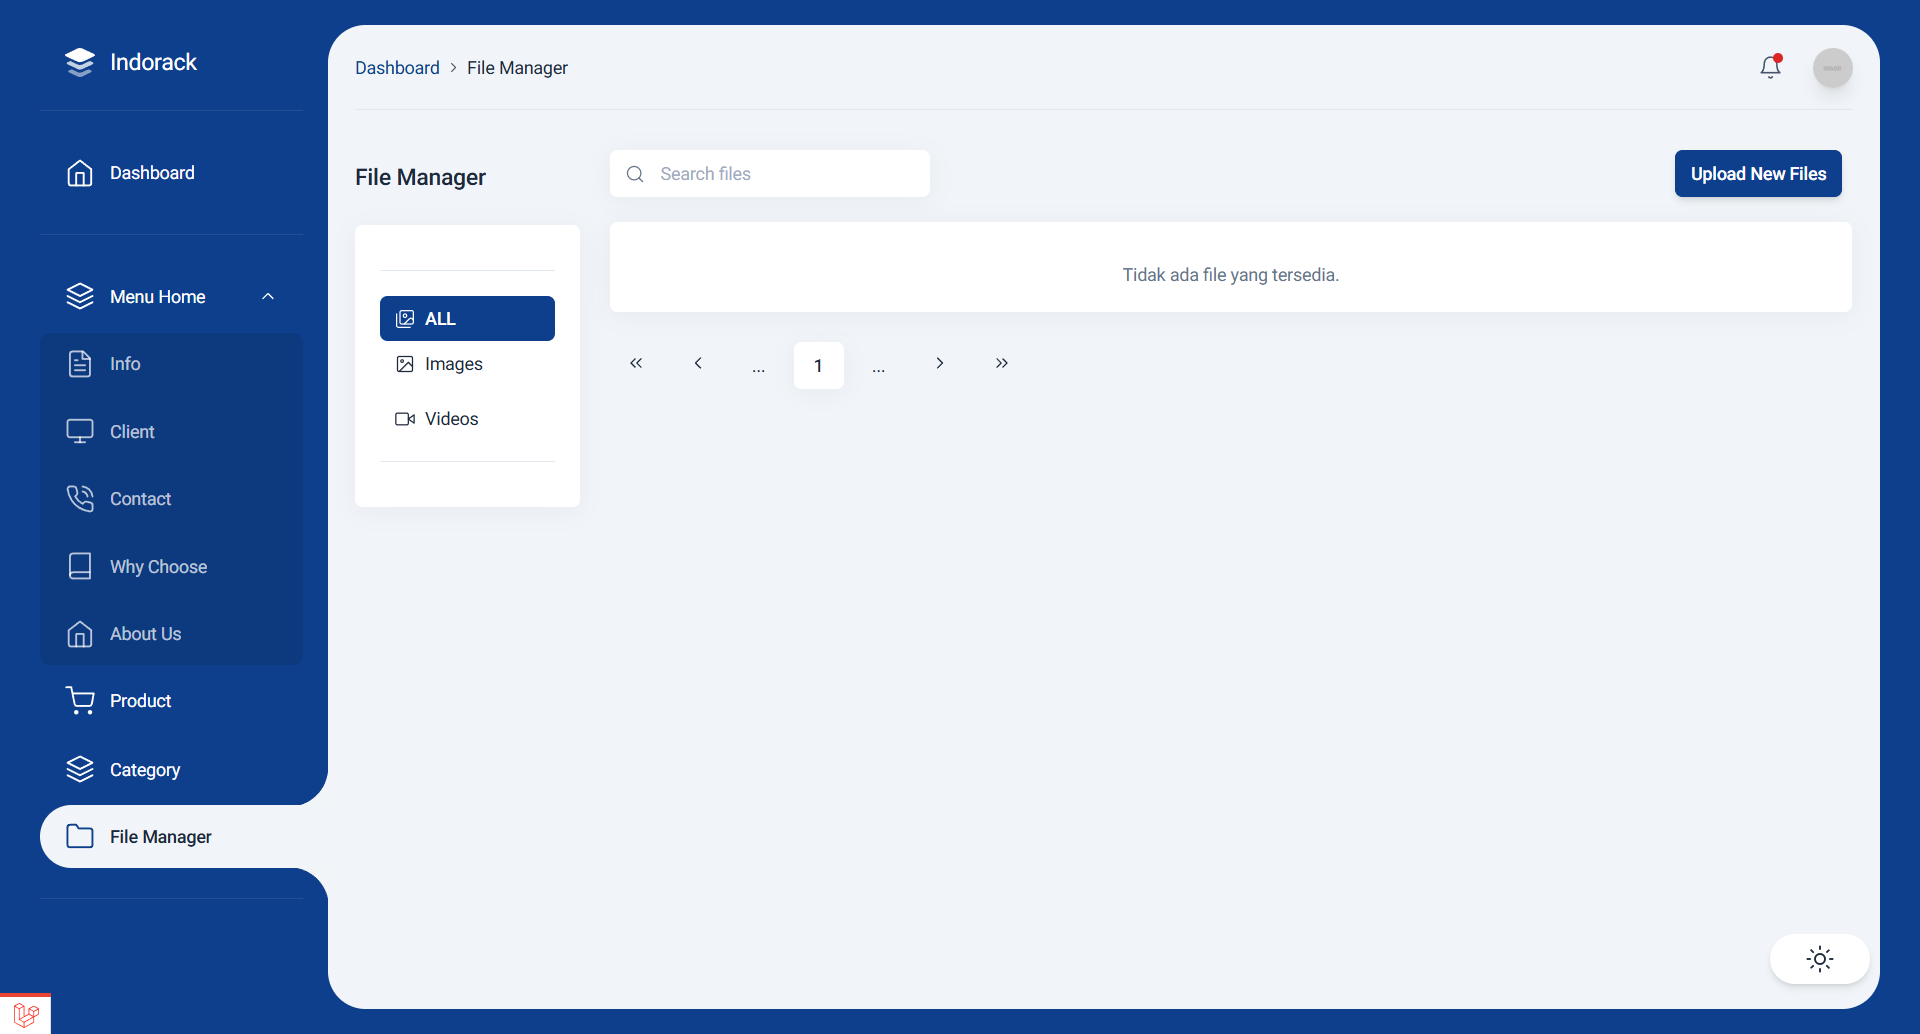 Indorack
Dashboard
Menu Home
Info
Client
Contact
Why Choose
About Us
Product
Category
File Manager
Dashboard > File Manager
File Manager
Search files
Upload New Files
ALL
Images
Videos
Tidak ada file yang tersedia.
... 1 ...